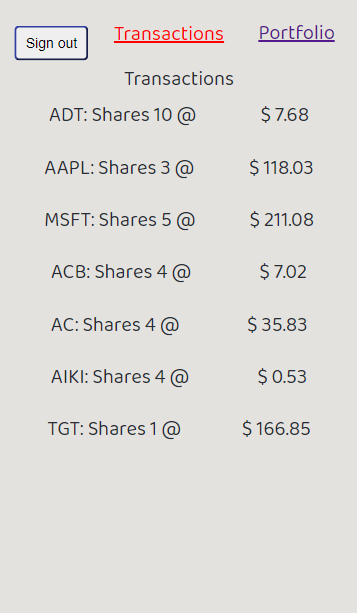 Sign out Transactions Portfolio
Transactions
ADT: Shares 10 @ $ 7.68
AAPL: Shares 3 @ $ 118.03
MSFT: Shares 5 @ $ 211.08
ACB: Shares 4 @ $ 7.02
AC: Shares 4 @ $ 35.83
AIKI: Shares 4 @ $ 0.53
TGT: Shares 1 @ $ 166.85